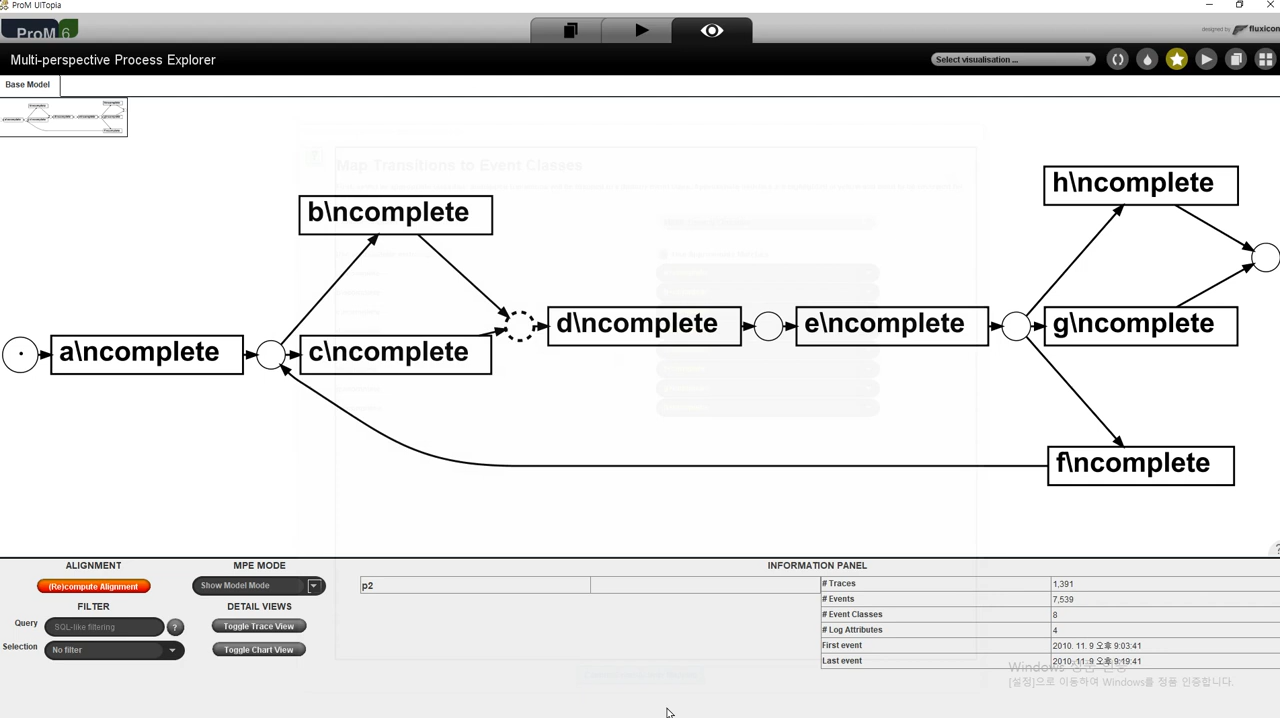 ProM UITopia
ProM 6
designed by fluxicon
Multi-perspective Process Explorer
Select visualisation ...
Base Model
Map Transitions to Event Classes
h\ncomplete
b\ncomplete
d\ncomplete
e\ncomplete
g\ncomplete
a\ncomplete
c\ncomplete
f\ncomplete
ALIGNMENT
MPE MODE
INFORMATION PANEL
(Re)compute Alignment
Show Model Mode
p2
# Traces
1,391
# Events
7,539
FILTER
DETAIL VIEWS
# Event Classes
8
Query
SQL-like filtering
?
Toggle Trace View
# Log Attributes
4
First event
2010. 11. 9 오후 9:03:41
Selection
No filter
Toggle Chart View
Last event
2010. 11. 9 오후 9:19:41
Windows 정품 인증
[설정]으로 이동하여 Windows를 정품 인증합니다.